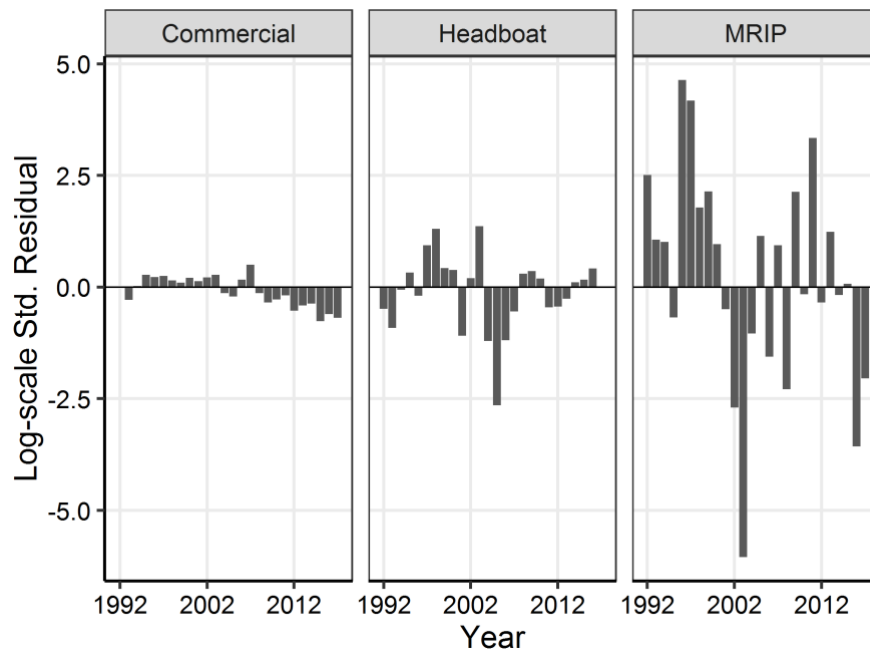 Commercial Headboat MRIP
Log-scale Std. Residual
5.0
2.5
0.0
-2.5
-5.0
1992 2002 2012 1992 2002 2012 1992 2002 2012
Year